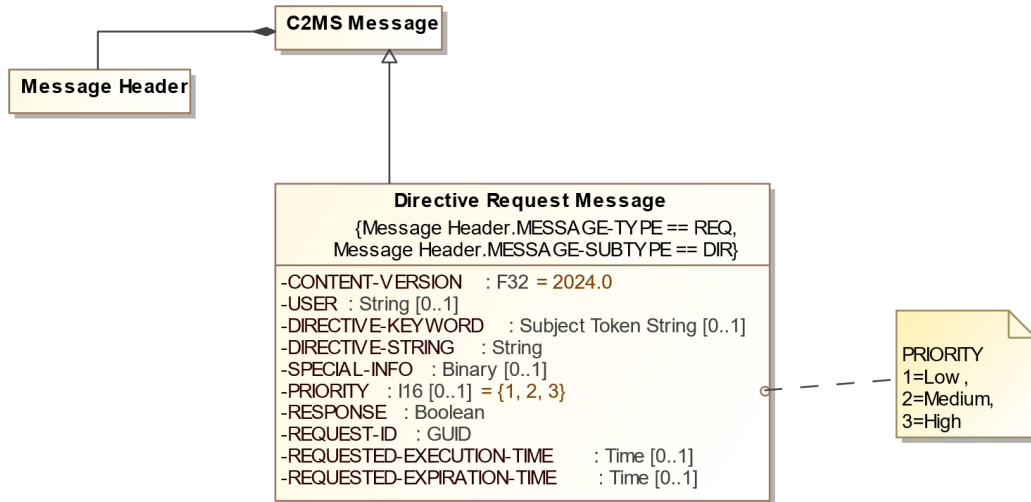 C2MS Message
Message Header
Directive Request Message
{Message Header.MESSAGE-TYPE == REQ,
Message Header.MESSAGE-SUBTYPE == DIR}
-CONTENT-VERSION : F32 = 2024.0
-USER : String [0..1]
-DIRECTIVE-KEYWORD : Subject Token String [0..1]
-DIRECTIVE-STRING : String
-SPECIAL-INFO : Binary [0..1]
-PRIORITY : I16 [0..1] = {1, 2, 3}
-RESPONSE : Boolean
-REQUEST-ID : GUID
-REQUESTED-EXECUTION-TIME : Time [0..1]
-REQUESTED-EXPIRATION-TIME : Time [0..1]
PRIORITY
1=Low ,
2=Medium,
3=High